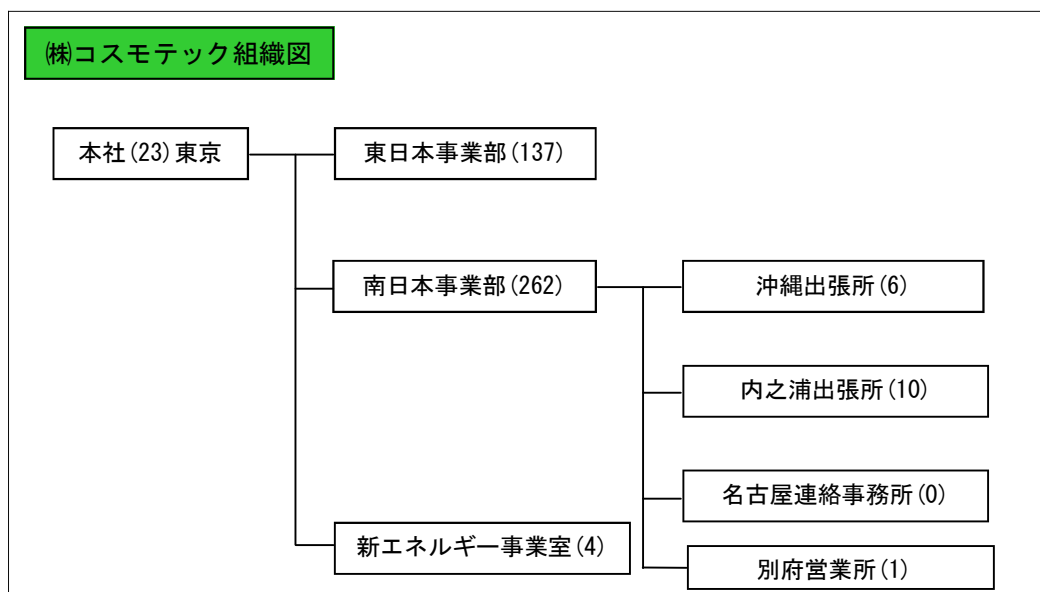 ㈱コスモテック組織図
本社(23)東京
東日本事業部(137)
南日本事業部(262)
沖縄出張所(6)
内之浦出張所(10)
名古屋連絡事務所(0)
新エネルギー事業室(4)
別府営業所(1)